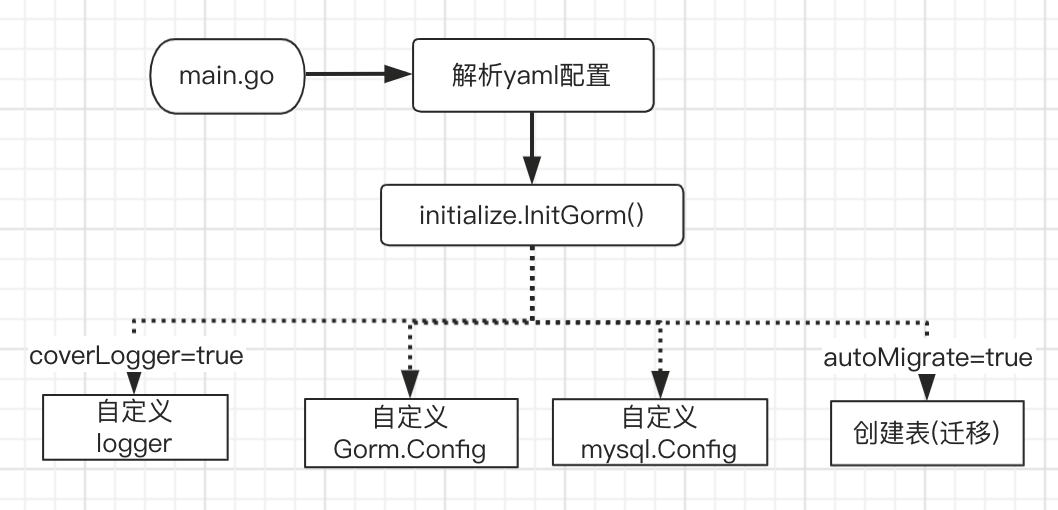 main.go
解析yaml配置
initialize.InitGorm()
coverLogger=true
autoMigrate=true
自定义
logger
自定义
Gorm.Config
自定义
mysql.Config
创建表(迁移)